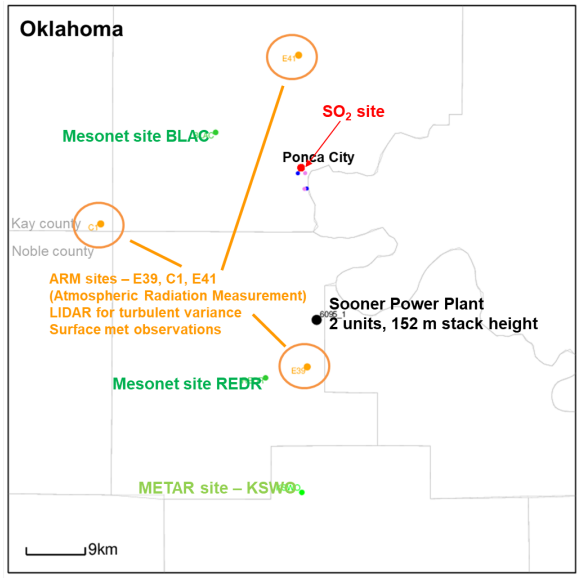 Oklahoma
E41
SO2 site
Mesonet site BLAC
Ponca City
Kay county
C1
Noble county
ARM sites – E39, C1, E41
(Atmospheric Radiation Measurement)
LIDAR for turbulent variance
Surface met observations
Sooner Power Plant
6095_1
2 units, 152 m stack height
E39
Mesonet site REDR
METAR site – KSWO
9km